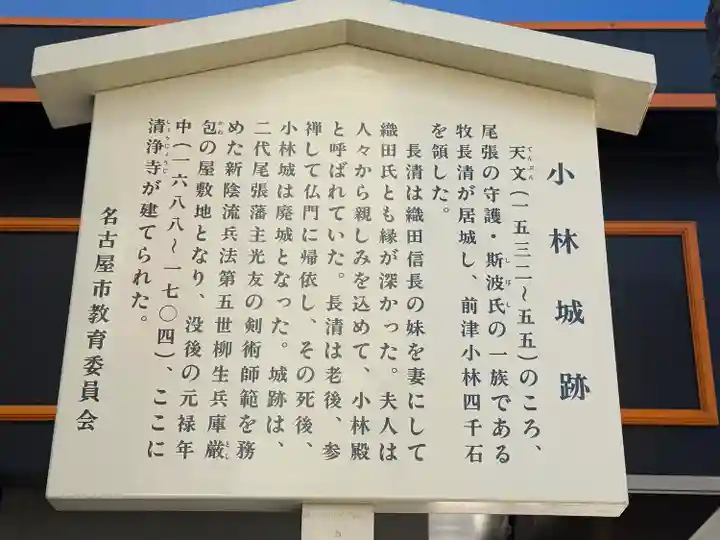 小林城跡
天文(一五三二〜五五)のころ、
尾張の守護・斯波氏の一族である
牧長清が居城し、前津小林四千石
を領した。
長清は織田信長の妹を妻にして
織田氏とも縁が深かった。夫人は
人々から親しみを込めて、小林殿
と呼ばれていた。長清は老後、参
禅して仏門に帰依し、その死後、
小林城は廃城となった。城跡は、
二代尾張藩主光友の剣術師範を務
めた新陰流兵法第五世柳生兵庫厳
包の屋敷地となり、没後の元禄年
中(一六八八〜一七〇四)、ここに
清浄寺が建てられた。
名古屋市教育委員会